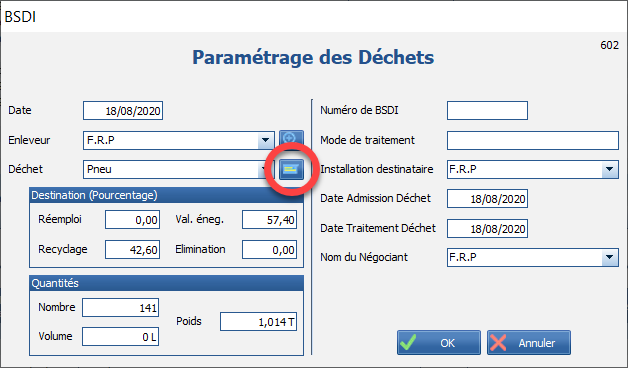 BSDI
602
Paramétrage des Déchets
Date 18/08/2020
Enleveur F.R.P
Déchet Pneu
Destination (Pourcentage)
Réemploi 0,00 Val. éneg. 57,40
Recyclage 42,60 Elimination 0,00
Quantités
Nombre 141
Poids 1,014 T
Volume 0 L
Numéro de BSDI
Mode de traitement
Installation destinataire F.R.P
Date Admission Déchet 18/08/2020
Date Traitement Déchet 18/08/2020
Nom du Négociant F.R.P
OK Annuler